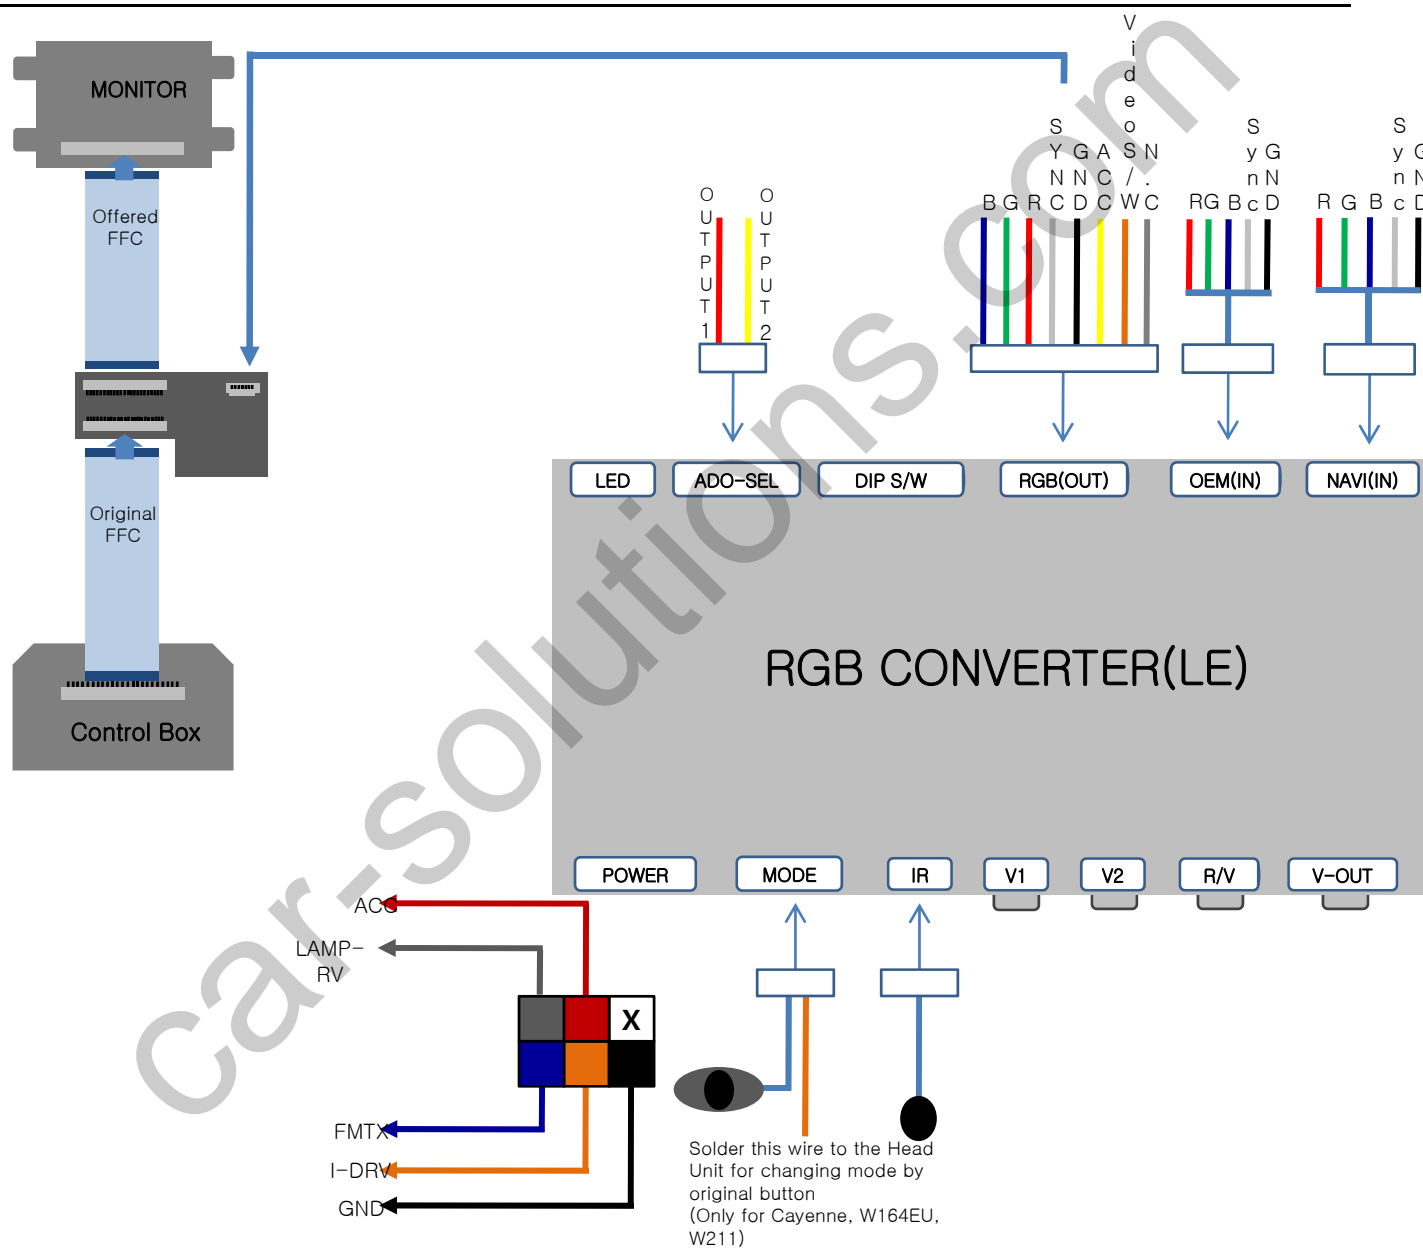 MONITOR
Offered
FFC
Original
FFC
Control Box
OUTPUT1
OUTPUT2
B
G
R
SYNC
GND
ACC
Video S/W
N.C
R
G
B
Sync
GND
R
G
B
Sync
GND
LED
ADO-SEL
DIP S/W
RGB(OUT)
OEM(IN)
NAVI(IN)
RGB CONVERTER(LE)
POWER
MODE
IR
V1
V2
R/V
V-OUT
ACC
LAMP-
RV
X
FMTX
I-DRV
GND
Solder this wire to the Head
Unit for changing mode by
original button
(Only for Cayenne, W164EU,
W211)
car-solutions.com